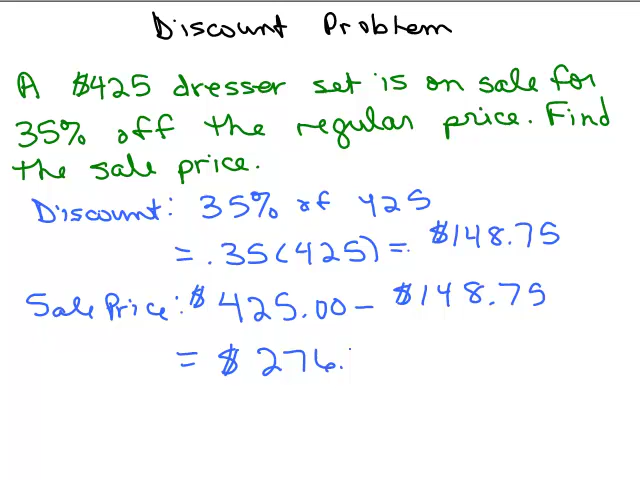 Discount Problem
A $425 dresser set is on sale for
35% off the regular price. Find
the sale price.
Discount: 35% of 425
= .35(425) = $148.75
Sale Price: $425.00 - $148.75
= $276.